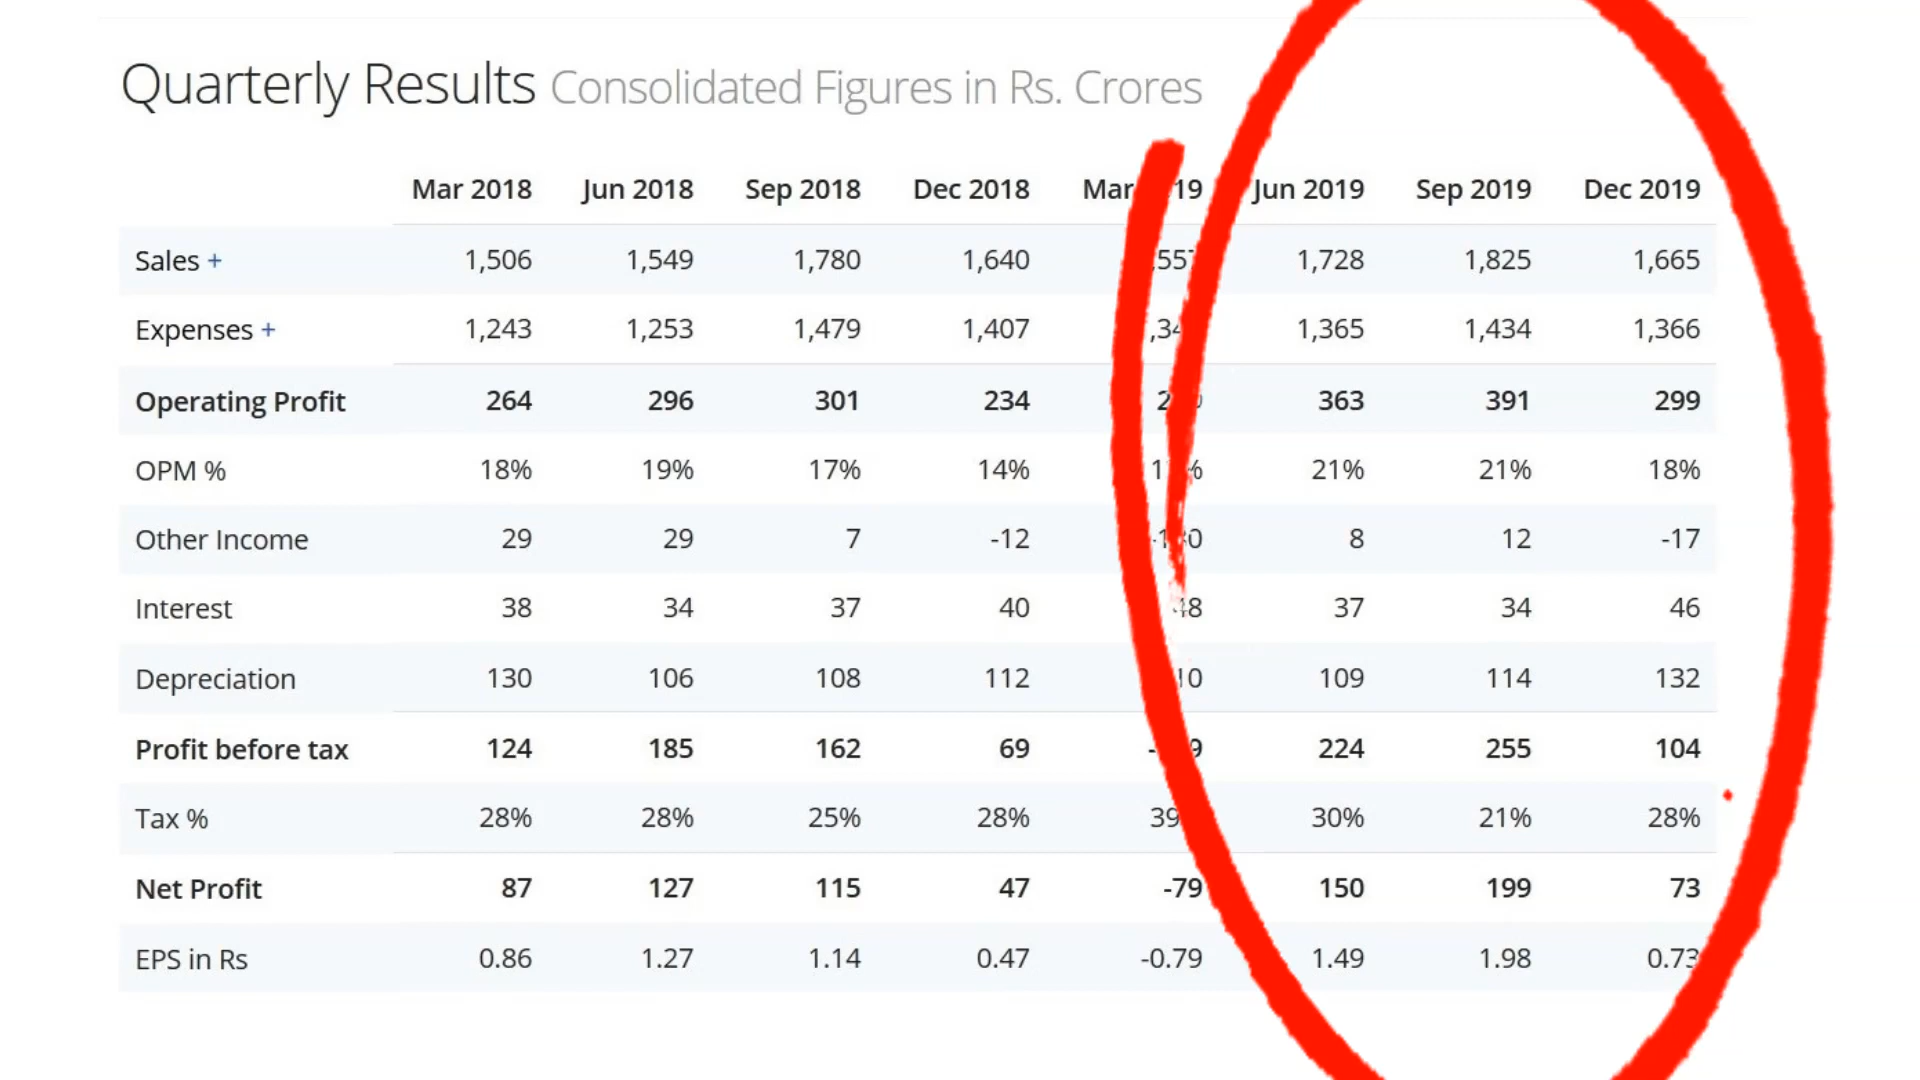 Quarterly Results Consolidated Figures in Rs. Crores
Mar 2018 Jun 2018 Sep 2018 Dec 2018 Mar 19 Jun 2019 Sep 2019 Dec 2019
Sales + 1,506 1,549 1,780 1,640 1,728 1,825 1,665
Expenses + 1,243 1,253 1,479 1,407 1,365 1,434 1,366
Operating Profit 264 296 301 234 363 391 299
OPM % 18% 19% 17% 14% 21% 21% 18%
Other Income 29 29 7 -12 8 12 -17
Interest 38 34 37 40 37 34 46
Depreciation 130 106 108 112 109 114 132
Profit before tax 124 185 162 69 224 255 104
Tax % 28% 28% 25% 28% 30% 21% 28%
Net Profit 87 127 115 47 -79 150 199 73
EPS in Rs 0.86 1.27 1.14 0.47 -0.79 1.49 1.98 0.73